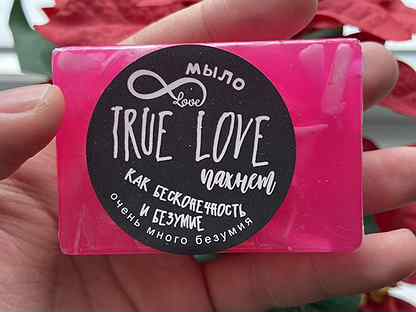 мыло
Love
TRUE LOVE
пахнет
как бесконечность
и безумие
очень много безумия